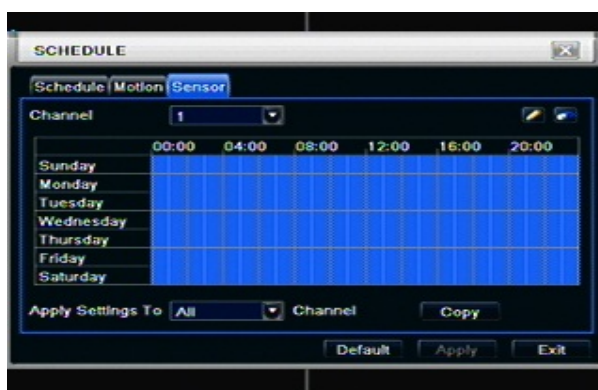 SCHEDULE
Schedule Motion Sensor
Channel 1
00:00 04:00 08:00 12:00 16:00 20:00
Sunday
Monday
Tuesday
Wednesday
Thursday
Friday
Saturday
Apply Settings To All Channel Copy
Default Apply Exit